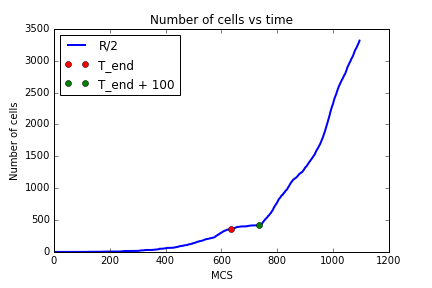 Number of cells vs time
3500
3000
2500
2000
1500
1000
500
0
Number of cells
R/2
T_end
T_end + 100
0 200 400 600 800 1000 1200
MCS